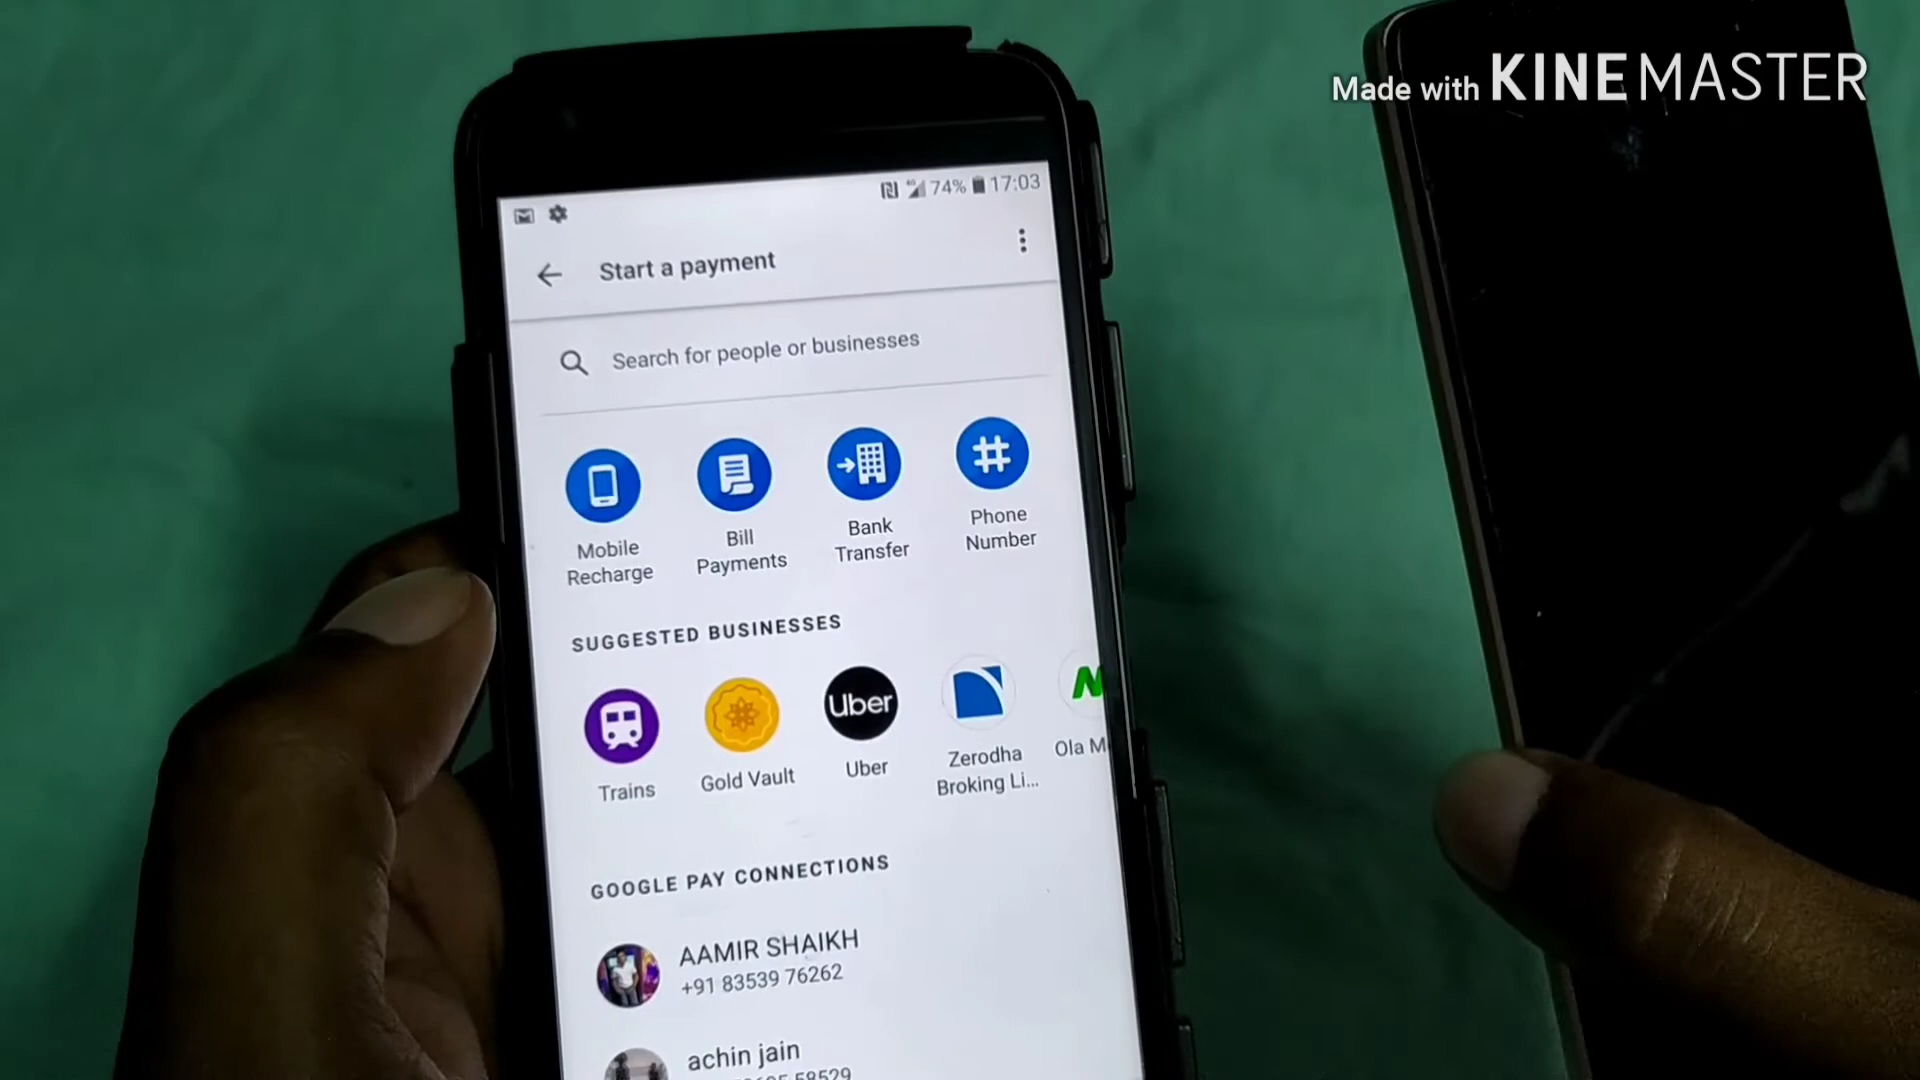 Made with KINEMASTER
74% 17:03
Start a payment
Search for people or businesses
Mobile Recharge
Bill Payments
Bank Transfer
Phone Number
SUGGESTED BUSINESSES
Uber
Trains
Gold Vault
Uber
Zerodha Broking Li...
Ola M
GOOGLE PAY CONNECTIONS
AAMIR SHAIKH
+91 83539 76262
achin jain
58529